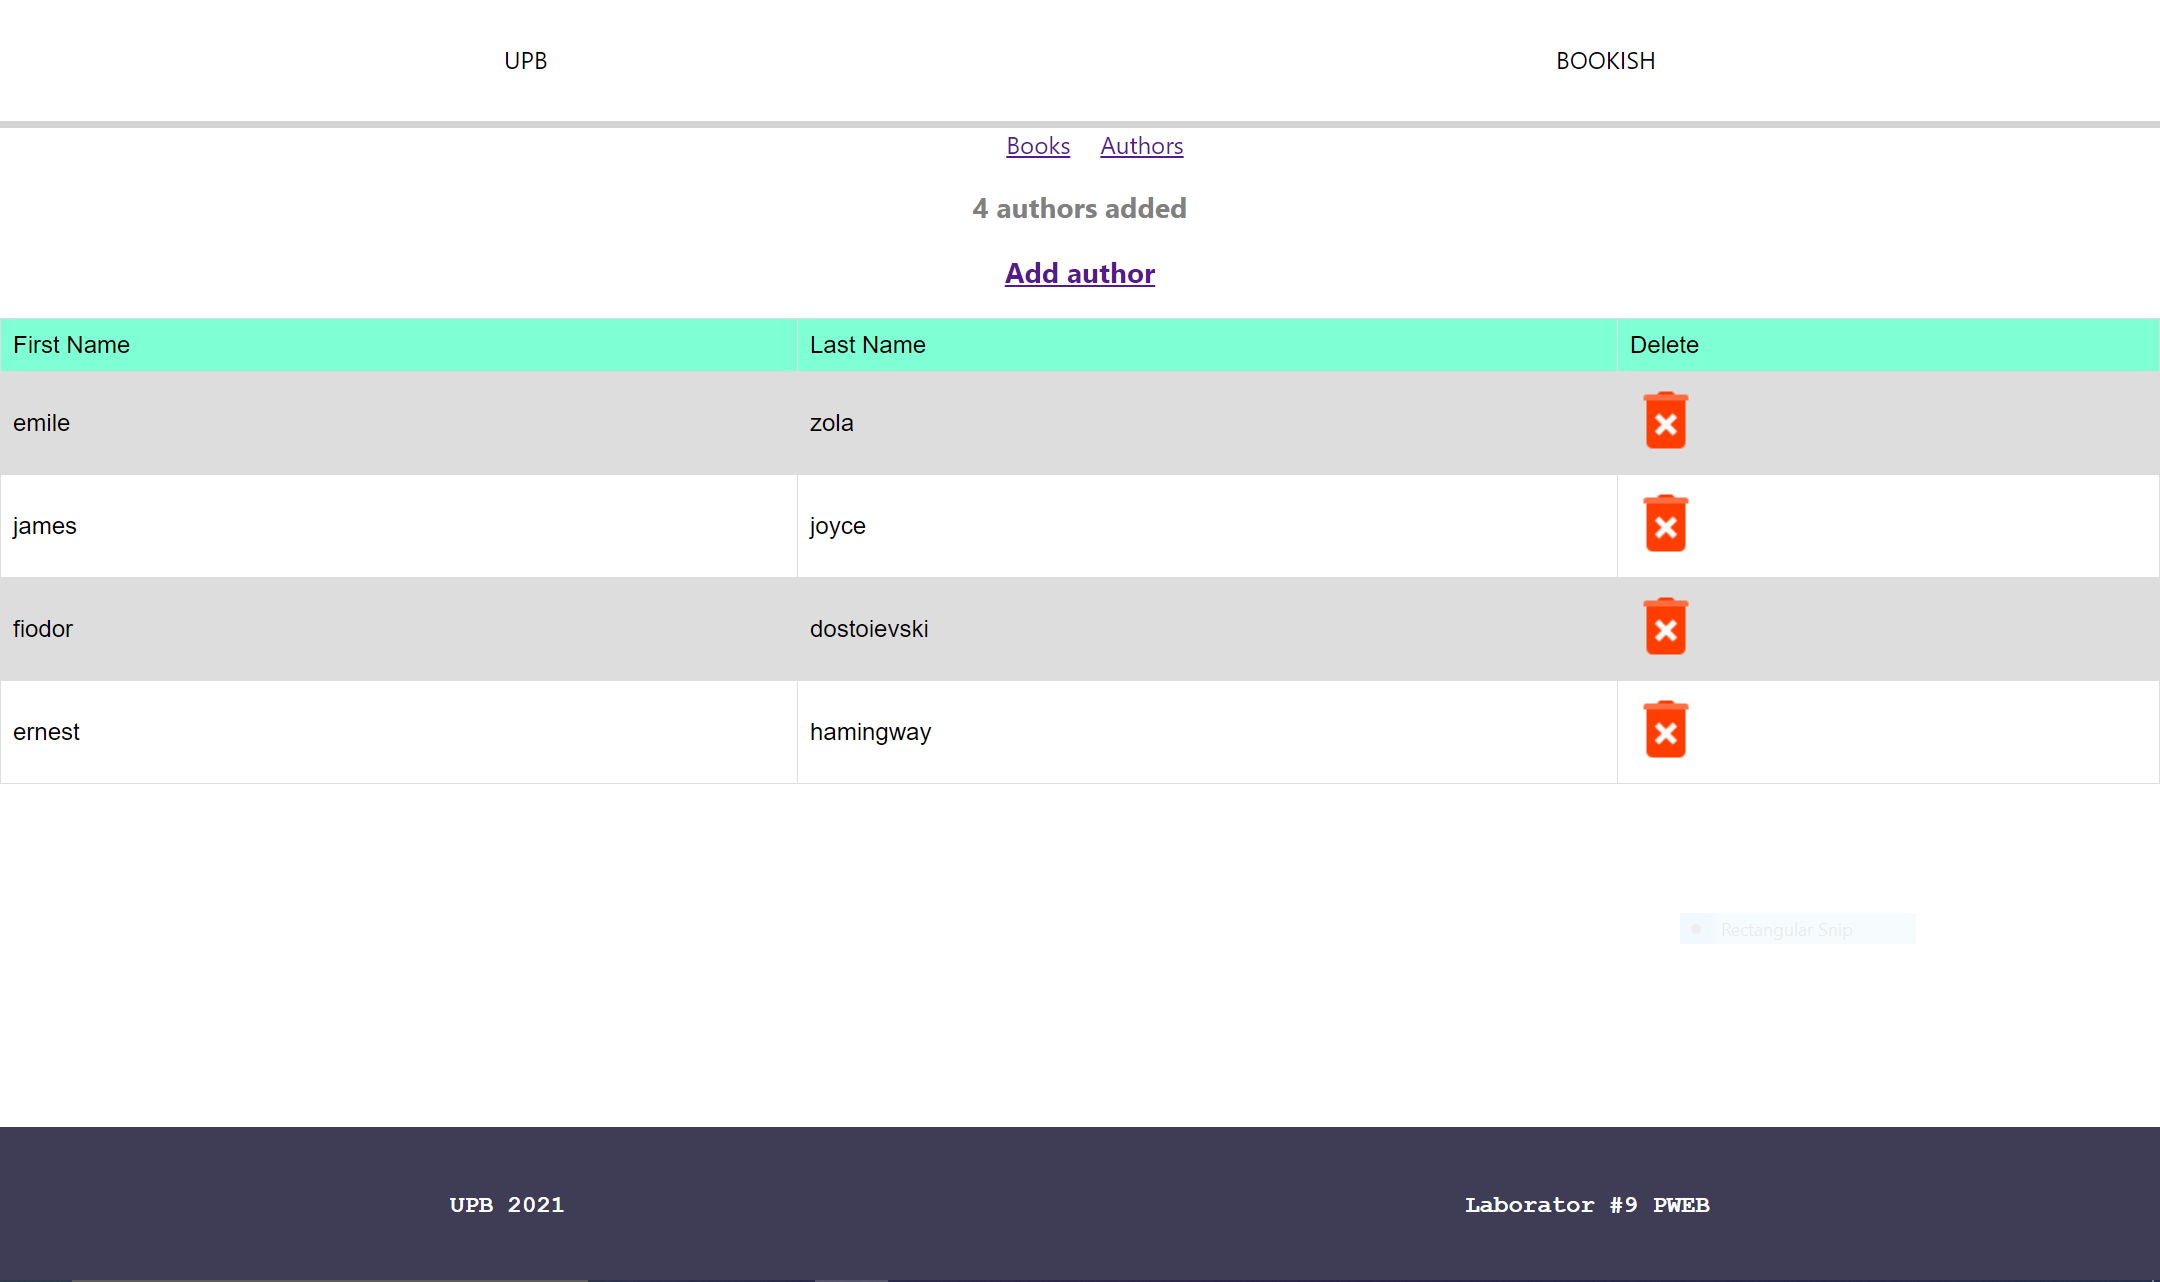 UPB BOOKISH
Books Authors
4 authors added
Add author
First Name Last Name Delete
emile zola
james joyce
fiodor dostoievski
ernest hamingway
Rectangular Snip
UPB 2021 Laborator #9 PWEB